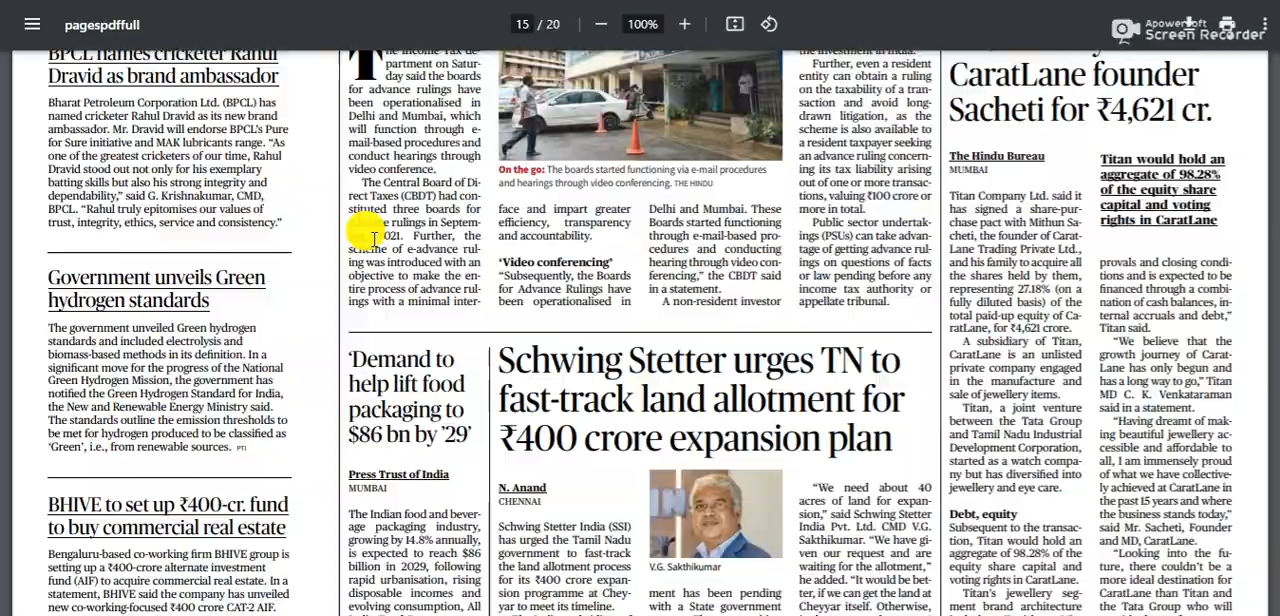 pagespdffull
15 / 20
100%
Apowersoft
Screen Recorder
BPCL names cricketer Rahul
Dravid as brand ambassador
Bharat Petroleum Corporation Ltd. (BPCL) has
named cricketer Rahul Dravid as its new brand
ambassador. Mr. Dravid will endorse BPCL's Pure
for Sure initiative and MAK lubricants range. “As
one of the greatest cricketers of our time, Rahul
Dravid stood out not only for his exemplary
batting skills but also his strong integrity and
dependability,” said G. Krishnakumar, CMD,
BPCL. “Rahul truly epitomises our values of
trust, integrity, ethics, service and consistency.”
Government unveils Green
hydrogen standards
The government unveiled Green hydrogen
standards and included electrolysis and
biomass-based methods in its definition. In a
significant move for the progress of the National
Green Hydrogen Mission, the government has
notified the Green Hydrogen Standard for India,
the New and Renewable Energy Ministry said.
The standards outline the emission thresholds to
be met for hydrogen produced to be classified as
‘Green’, i.e., from renewable sources. PTI
BHIVE to set up ₹400-cr. fund
to buy commercial real estate
Bengaluru-based co-working firm BHIVE group is
setting up a ₹400-crore alternate investment
fund (AIF) to acquire commercial real estate. In a
statement, BHIVE said the company has unveiled
new co-working-focused ₹400 crore CAT-2 AIF.
The Income Tax de-
partment on Satur-
day said the boards
for advance rulings have
been operationalised in
Delhi and Mumbai, which
will function through e-
mail-based procedures and
conduct hearings through
video conference.
The Central Board of Di-
rect Taxes (CBDT) had con-
stituted three boards for
rulings in Septem-
2021. Further, the
scheme of e-advance rul-
ing was introduced with an
objective to make the en-
tire process of advance rul-
ings with a minimal inter-
On the go: The boards started functioning via e-mail procedures
and hearings through video conferencing. THE HINDU
face and impart greater
efficiency, transparency
and accountability.
‘Video conferencing’
“Subsequently, the Boards
for Advance Rulings have
been operationalised in
Delhi and Mumbai. These
Boards started functioning
through e-mail-based pro-
cedures and conducting
hearing through video con-
ferencing,” the CBDT said
in a statement.
A non-resident investor
the investment in India.
Further, even a resident
entity can obtain a ruling
on the taxability of a tran-
saction and avoid long-
drawn litigation, as the
scheme is also available to
a resident taxpayer seeking
an advance ruling concern-
ing its tax liability arising
out of one or more transac-
tions, valuing ₹100 crore or
more in total.
Public sector undertak-
ings (PSUs) can take advan-
tage of getting advance rul-
ings on questions of facts
or law pending before any
income tax authority or
appellate tribunal.
‘Demand to
help lift food
packaging to
$86 bn by ’29’
Press Trust of India
MUMBAI
The Indian food and bever-
age packaging industry,
growing by 14.8% annually,
is expected to reach $86
billion in 2029, following
rapid urbanisation, rising
disposable incomes and
evolving consumption, All
Schwing Stetter urges TN to
fast-track land allotment for
₹400 crore expansion plan
N. Anand
CHENNAI
Schwing Stetter India (SSI)
has urged the Tamil Nadu
government to fast-track
the land allotment process
for its ₹400 crore expan-
sion programme at Chey-
yar to meet its timeline.
V.G. Sakthikumar
ment has been pending
with a State government
“We need about 40
acres of land for expan-
sion,” said Schwing Stetter
India Pvt. Ltd. CMD V.G.
Sakthikumar. “We have gi-
ven our request and are
waiting for the allotment,”
he added. “It would be bet-
ter, if we can get the land at
Cheyyar itself. Otherwise,
CaratLane founder
Sacheti for ₹4,621 cr.
The Hindu Bureau
MUMBAI
Titan Company Ltd. said it
has signed a share-pur-
chase pact with Mithun Sa-
cheti, the founder of Carat-
Lane Trading Private Ltd.,
and his family to acquire all
the shares held by them,
representing 27.18% (on a
fully diluted basis) of the
total paid-up equity of Ca-
ratLane, for ₹4,621 crore.
A subsidiary of Titan,
CaratLane is an unlisted
private company engaged
in the manufacture and
sale of jewellery items.
Titan, a joint venture
between the Tata Group
and Tamil Nadu Industrial
Development Corporation,
started as a watch compa-
ny but has diversified into
jewellery and eye care.
Debt, equity
Subsequent to the transac-
tion, Titan would hold an
aggregate of 98.28% of the
equity share capital and
voting rights in CaratLane.
Titan’s jewellery seg-
ment brand architecture
Titan would hold an
aggregate of 98.28%
of the equity share
capital and voting
rights in CaratLane
provals and closing condi-
tions and is expected to be
financed through a combi-
nation of cash balances, in-
ternal accruals and debt,”
Titan said.
“We believe that the
growth journey of Carat-
Lane has only begun and
has a long way to go,” Titan
MD C. K. Venkataraman
said in a statement.
“Having dreamt of mak-
ing beautiful jewellery ac-
cessible and affordable to
all, I am immensely proud
of what we have collective-
ly achieved at CaratLane in
the past 15 years and where
the business stands today,”
said Mr. Sacheti, Founder
and MD, CaratLane.
“Looking into the fu-
ture, there couldn’t be a
more ideal destination for
CaratLane than Titan and
the Tata Group who will